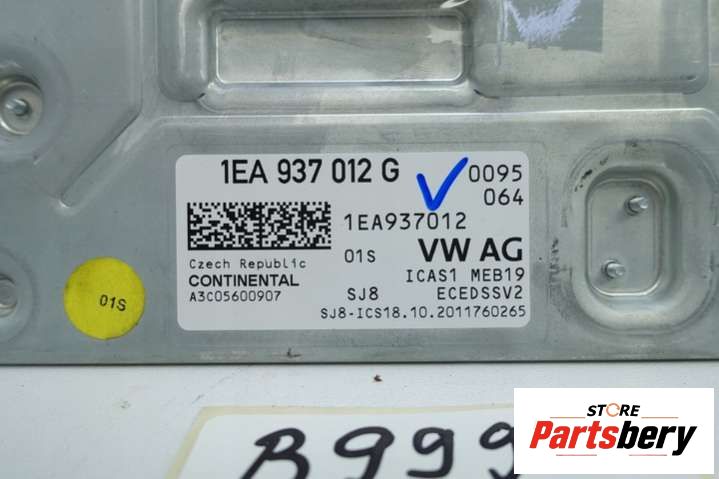 1EA 937 012 G
0095
064
1EA937012
01S
VW AG
Czech Republic
CONTINENTAL
ICAS1 MEB19
A3C05600907
SJ8
ECEDSSV2
SJ8-ICS18.10.2011760265
01S
B999
STORE
Partsbery